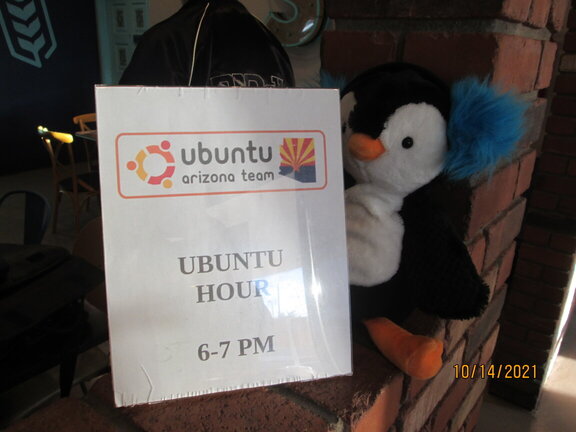 ubuntu
arizona team
UBUNTU
HOUR
6-7 PM
10/14/2021